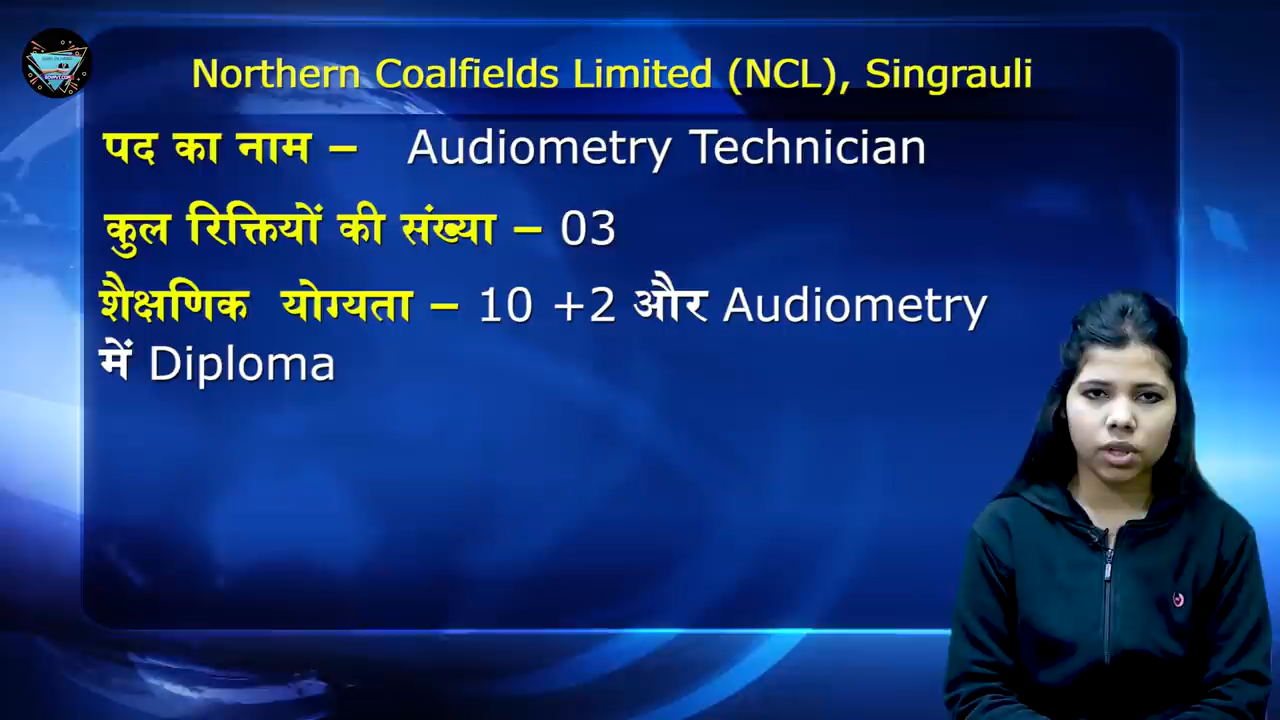 Northern Coalfields Limited (NCL), Singrauli
पद का नाम – Audiometry Technician
कुल रिक्तियों की संख्या – 03
शैक्षणिक योग्यता – 10 +2 और Audiometry
में Diploma